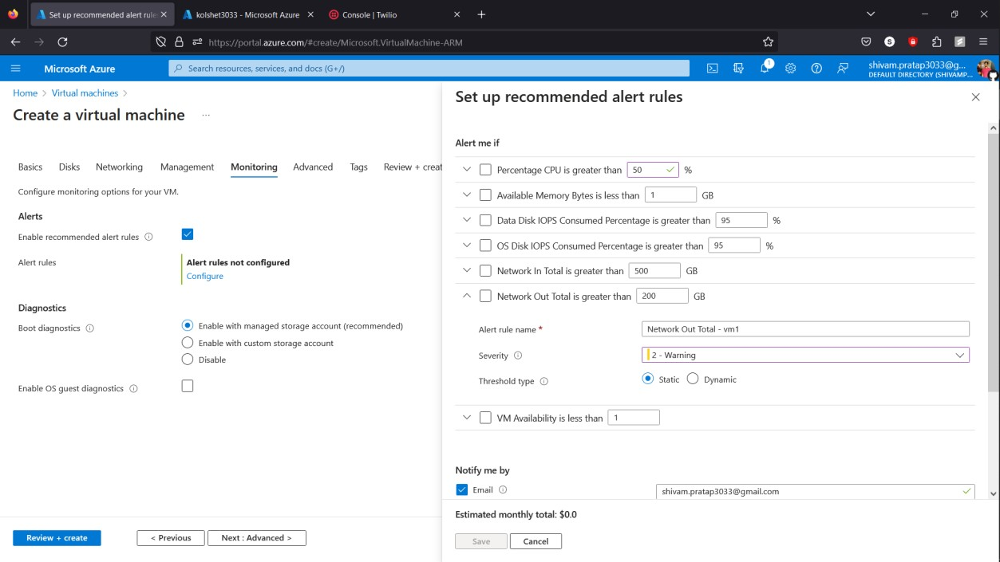 Set up recommended alert rule
kolshet3033 - Microsoft Azure
Console | Twilio
https://portal.azure.com/#create/Microsoft.VirtualMachine-ARM
S
Microsoft Azure
Search resources, services, and docs (G+/)
1
shivam.pratap3033@g...
DEFAULT DIRECTORY (SHIVAMP...
Home > Virtual machines >
Create a virtual machine ...
Basics Disks Networking Management Monitoring Advanced Tags Review + creat
Configure monitoring options for your VM.
Alerts
Enable recommended alert rules
Alert rules
Alert rules not configured
Configure
Diagnostics
Boot diagnostics
Enable with managed storage account (recommended)
Enable with custom storage account
Disable
Enable OS guest diagnostics
Review + create
< Previous
Next : Advanced >
Set up recommended alert rules
Alert me if
Percentage CPU is greater than 50 %
Available Memory Bytes is less than 1 GB
Data Disk IOPS Consumed Percentage is greater than 95 %
OS Disk IOPS Consumed Percentage is greater than 95 %
Network In Total is greater than 500 GB
Network Out Total is greater than 200 GB
Alert rule name * Network Out Total - vm1
Severity 2 - Warning
Threshold type Static Dynamic
VM Availability is less than 1
Notify me by
Email shivam.pratap3033@gmail.com
Estimated monthly total: $0.0
Save Cancel